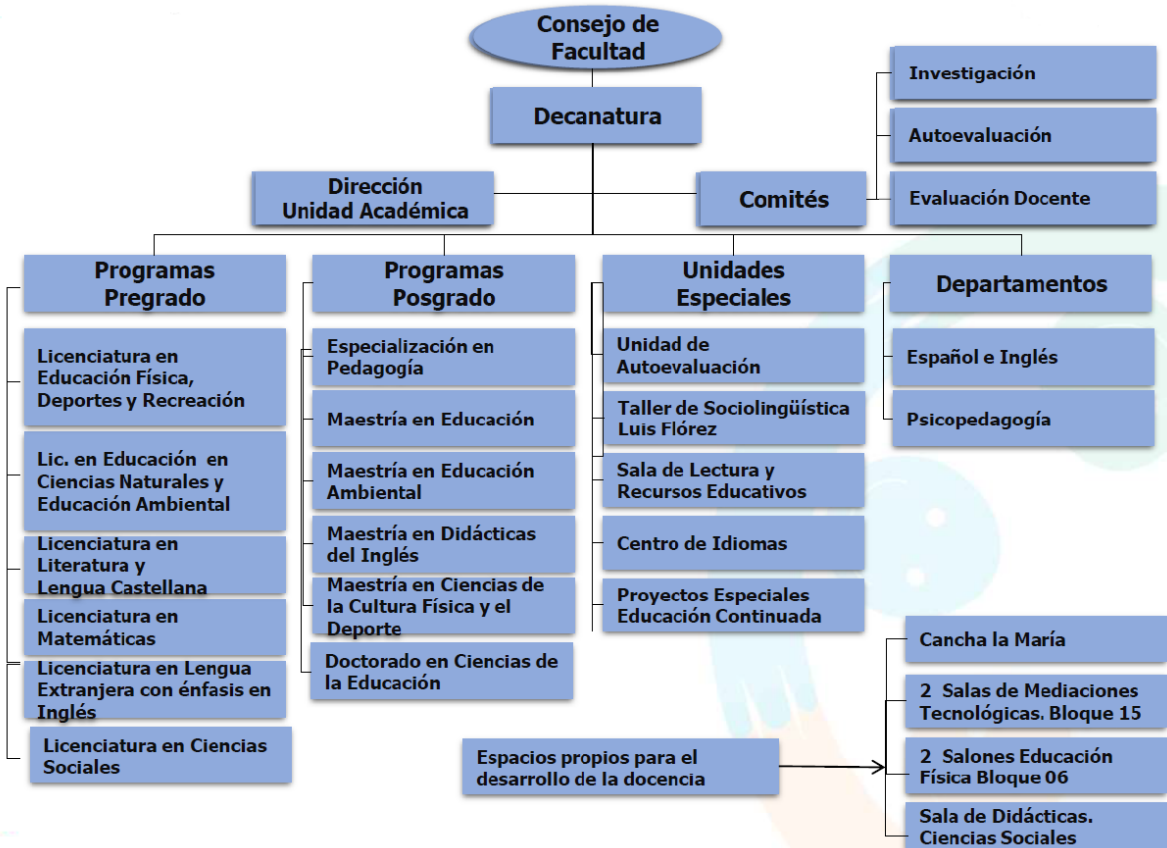 Consejo de
Facultad
Decanatura
Investigación
Autoevaluación
Evaluación Docente
Dirección
Unidad Académica
Comités
Programas
Pregrado
Licenciatura en
Educación Física,
Deportes y Recreación
Lic. en Educación en
Ciencias Naturales y
Educación Ambiental
Licenciatura en
Literatura y
Lengua Castellana
Licenciatura en
Matemáticas
Licenciatura en Lengua
Extranjera con énfasis en
Inglés
Licenciatura en Ciencias
Sociales
Programas
Posgrado
Especialización en
Pedagogía
Maestría en Educación
Maestría en Educación
Ambiental
Maestría en Didácticas
del Inglés
Maestría en Ciencias de
la Cultura Física y el
Deporte
Doctorado en Ciencias de
la Educación
Unidades
Especiales
Unidad de
Autoevaluación
Taller de Sociolingüística
Luis Flórez
Sala de Lectura y
Recursos Educativos
Centro de Idiomas
Proyectos Especiales
Educación Continuada
Departamentos
Español e Inglés
Psicopedagogía
Espacios propios para el
desarrollo de la docencia
Cancha la María
2 Salas de Mediaciones
Tecnológicas. Bloque 15
2 Salones Educación
Física Bloque 06
Sala de Didácticas.
Ciencias Sociales